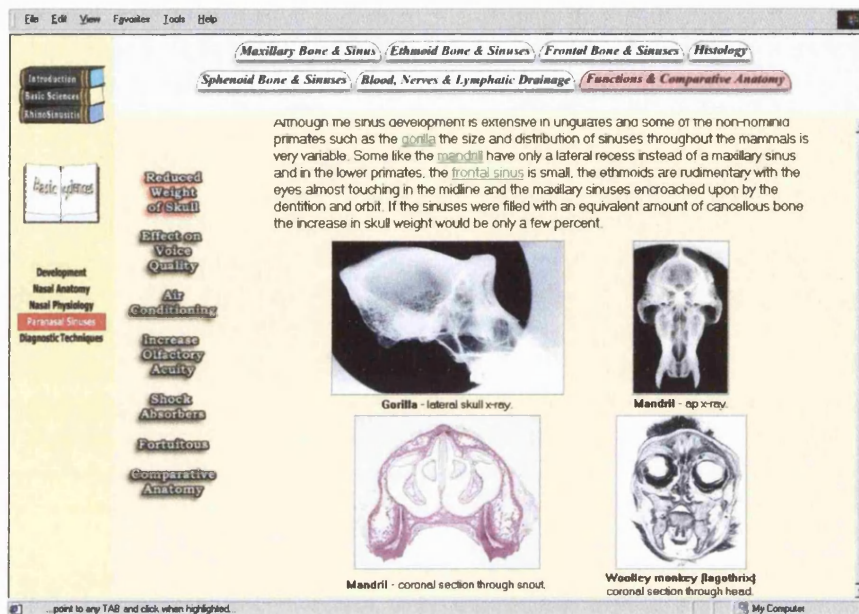 File Edit View Favorites Tools Help
Maxillary Bone & Sinus Ethmoid Bone & Sinuses Frontal Bone & Sinuses Histology
Sphenoid Bone & Sinuses Blood, Nerves & Lymphatic Drainage Functions & Comparative Anatomy
Introduction
Basic Sciences
RhinoSinusitis
Basic Sciences
Development
Nasal Anatomy
Nasal Physiology
Paranasal Sinuses
Diagnostic Techniques
Reduced
Weight
of Skull
Effect on
Voice
Quality
Air
Conditioning
Increase
Olfactory
Acuity
Shock
Absorbers
Fortuitous
Comparative
Anatomy
Although the sinus development is extensive in ungulates and some of the non-hominid
primates such as the gorilla the size and distribution of sinuses throughout the mammals is
very variable. Some like the mandrill have only a lateral recess instead of a maxillary sinus
and in the lower primates, the frontal sinus is small, the ethmoids are rudimentary with the
eyes almost touching in the midline and the maxillary sinuses encroached upon by the
dentition and orbit. If the sinuses were filled with an equivalent amount of cancellous bone
the increase in skull weight would be only a few percent.
Gorilla - lateral skull x-ray.
Mandril - ap x-ray.
Mandril - coronal section through snout.
Woolley monkey (lagothrix)
coronal section through head.
...point to any TAB and click when highlighted.
My Computer